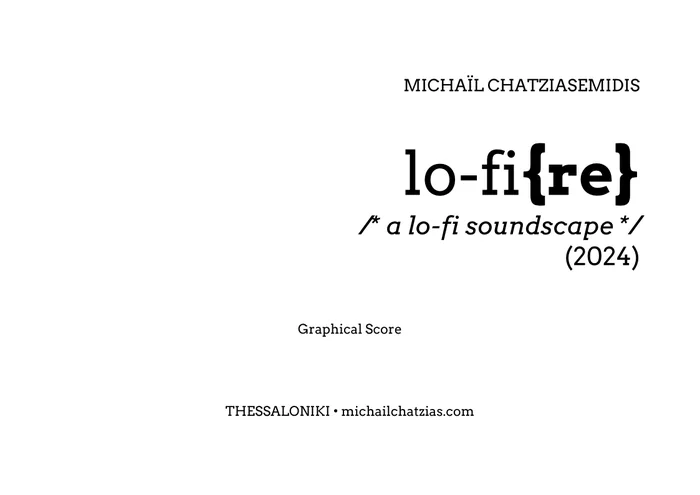 MICHAÏL CHATZIASEMIDIS
lo-fi{re}
/* a lo-fi soundscape */
(2024)
Graphical Score
THESSALONIKI • michailchatzias.com